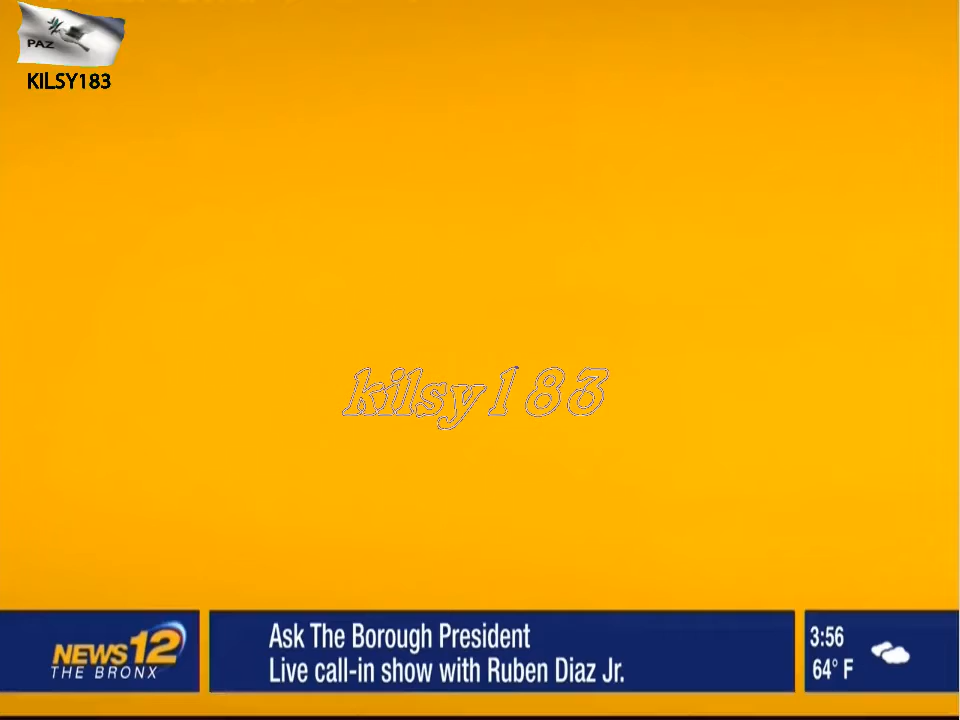 PAZ
KILSY183
kilsy183
NEWS12
THE BRONX
Ask The Borough President
Live call-in show with Ruben Diaz Jr.
3:56
64° F